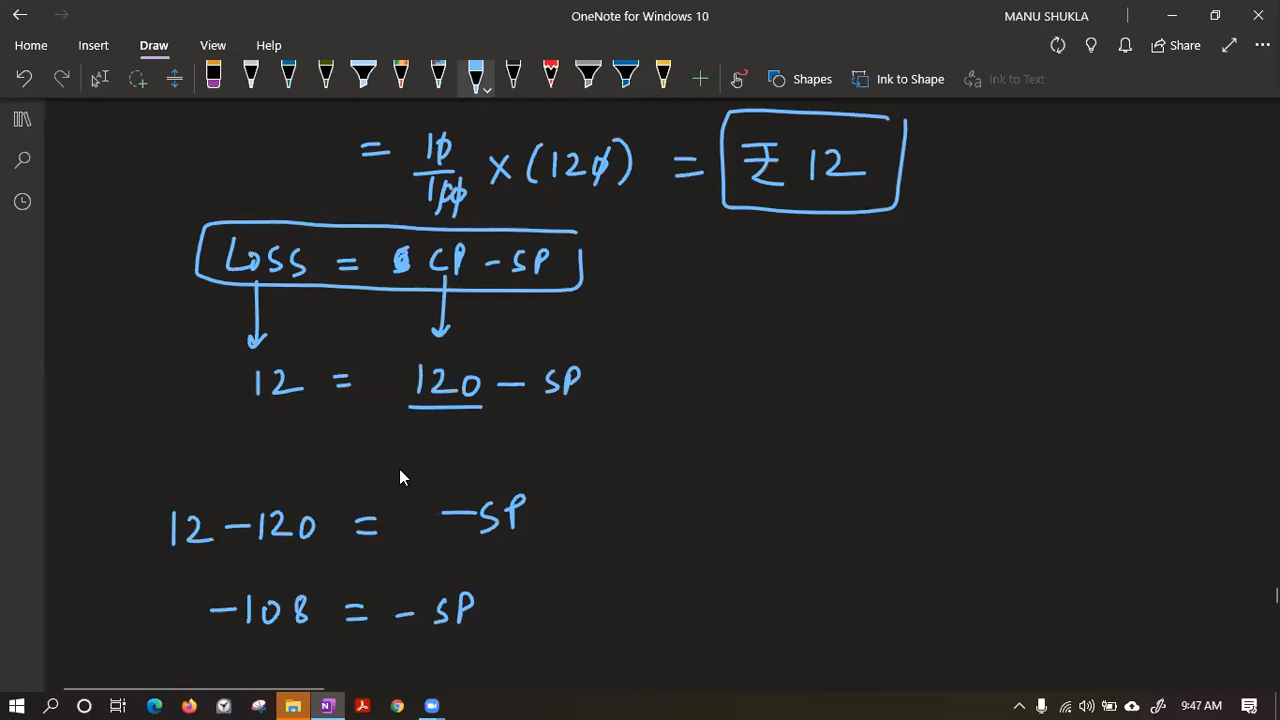 OneNote for Windows 10
MANU SHUKLA
Home Insert Draw View Help
Share
Shapes Ink to Shape Ink to Text
= 10/100 × (120) = ₹ 12
Loss = CP - SP
12 = 120 - SP
12 - 120 = - SP
- 108 = - SP
9:47 AM